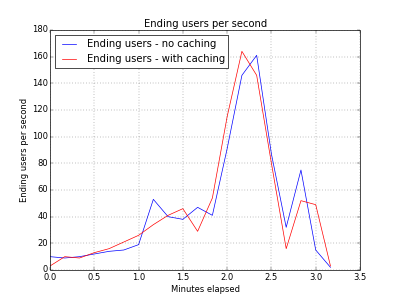 Ending users per second
Ending users - no caching
Ending users - with caching
180
160
140
120
100
80
60
40
20
0
Ending users per second
0.0 0.5 1.0 1.5 2.0 2.5 3.0 3.5
Minutes elapsed